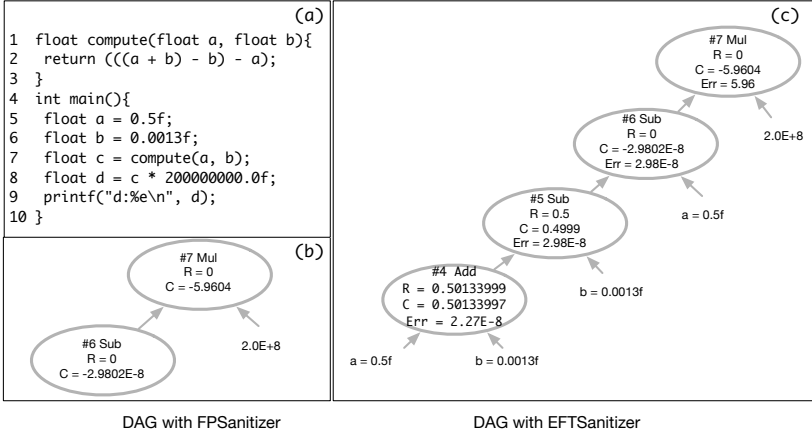 (a)
1 float compute(float a, float b){
2 return (((a + b) - b) - a);
3 }
4 int main(){
5 float a = 0.5f;
6 float b = 0.0013f;
7 float c = compute(a, b);
8 float d = c * 200000000.0f;
9 printf("d:%e\n", d);
10 }
(b)
#7 Mul
R = 0
C = -5.9604
#6 Sub
R = 0
C = -2.9802E-8
2.0E+8
DAG with FPSanitizer
(c)
#7 Mul
R = 0
C = -5.9604
Err = 5.96
#6 Sub
R = 0
C = -2.9802E-8
Err = 2.98E-8
2.0E+8
#5 Sub
R = 0.5
C = 0.4999
Err = 2.98E-8
a = 0.5f
#4 Add
R = 0.50133999
C = 0.50133997
Err = 2.27E-8
b = 0.0013f
a = 0.5f
b = 0.0013f
DAG with EFTSanitizer